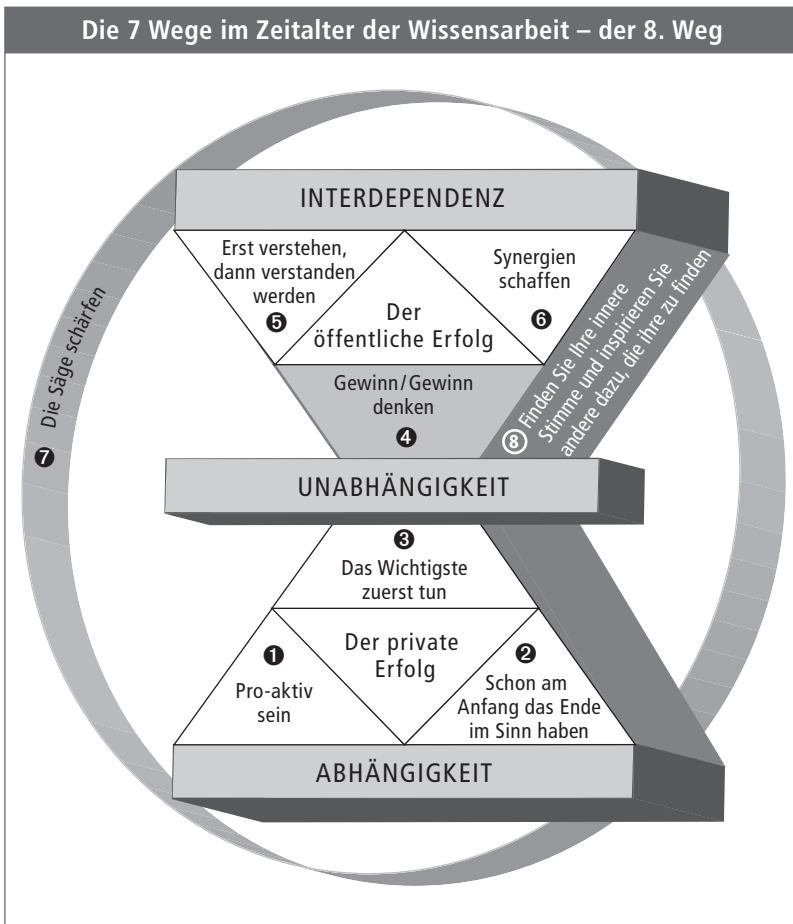 Die 7 Wege im Zeitalter der Wissensarbeit – der 8. Weg
INTERDEPENDENZ
Erst verstehen,
dann verstanden
werden
❺
Der
öffentliche Erfolg
Synergien
schaffen
❻
Gewinn/Gewinn
denken
❹
⑧ Finden Sie Ihre innere
Stimme und inspirieren Sie
andere dazu, die ihre zu finden
❼ Die Säge schärfen
UNABHÄNGIGKEIT
❸
Das Wichtigste
zuerst tun
❶
Pro-aktiv
sein
Der private
Erfolg
❷
Schon am
Anfang das Ende
im Sinn haben
ABHÄNGIGKEIT